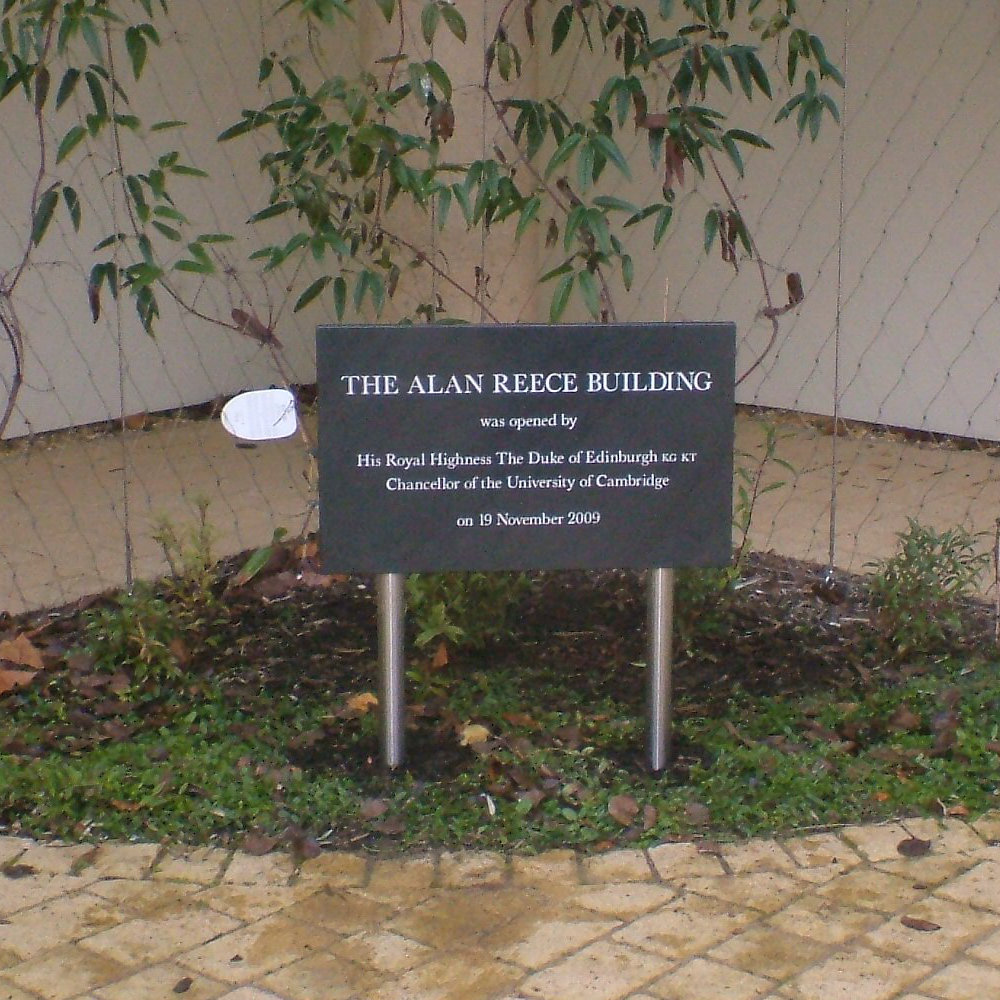 THE ALAN REECE BUILDING
was opened by
His Royal Highness The Duke of Edinburgh KG KT
Chancellor of the University of Cambridge
on 19 November 2009